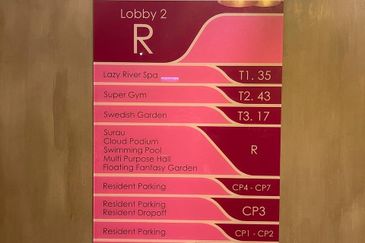 Lobby 2
R
Lazy River Spa T1. 35
Super Gym T2. 43
Swedish Garden T3. 17
Surau
Cloud Podium
Swimming Pool
Multi Purpose Hall
Floating Fantasy Garden
R
Resident Parking CP4 - CP7
Resident Parking
Resident Dropoff
CP3
Resident Parking CP1 - CP2